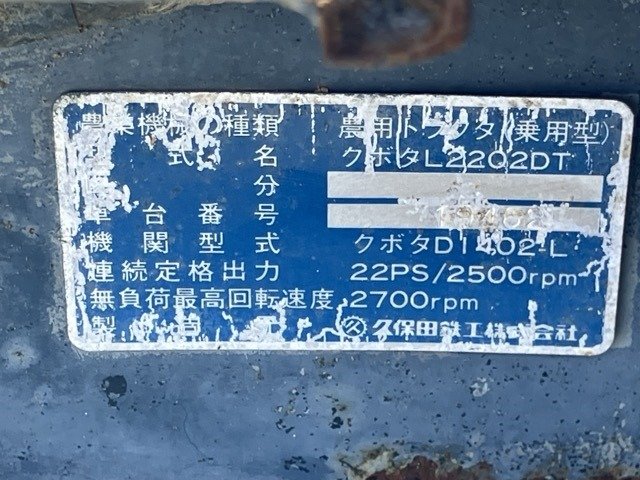 農業機械の種類 農用トラクタ(乗用型)
型式名 クボタL2202DT
区分
車台番号
機関型式 クボタD1402-L
連続定格出力 22PS/2500rpm
無負荷最高回転速度 2700rpm
製 久保田鉄工株式会社